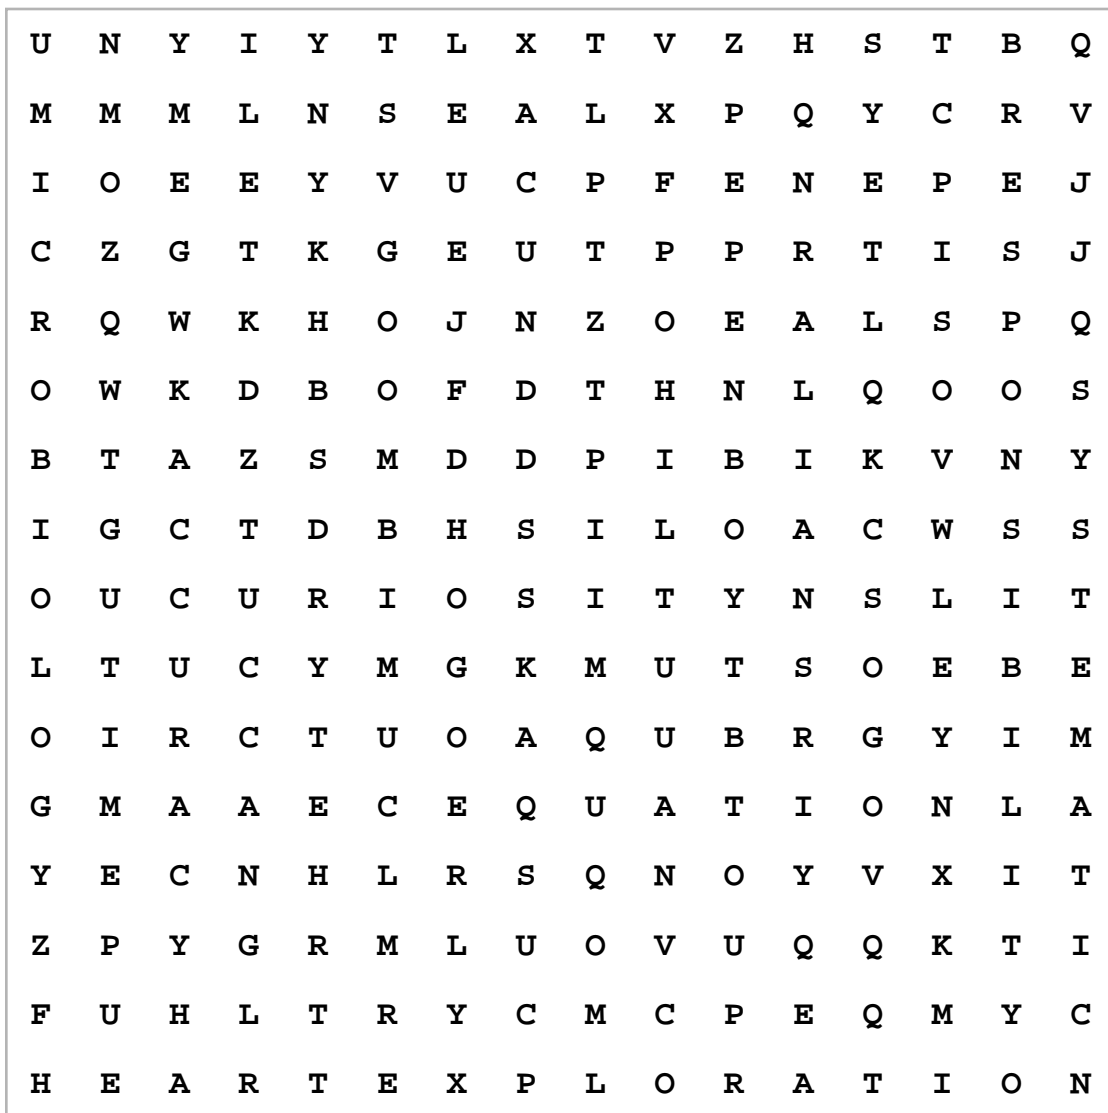 U N Y I Y T L X T V Z H S T B Q
M M M L N S E A L X P Q Y C R V
I O E E Y V U C P F E N E P E J
C Z G T K G E U T P P R T I S J
R Q W K H O J N Z O E A L S P Q
O W K D B O F D T H N L Q O O S
B T A Z S M D D P I B I K V N Y
I G C T D B H S I L O A C W S S
O U C U R I O S I T Y N S L I T
L T U C Y M G K M U T S O E B E
O I R C T U O A Q U B R G Y I M
G M A A E C E Q U A T I O N L A
Y E C N H L R S Q N O Y V X I T
Z P Y G R M L U O V U Q Q K T I
F U H L T R Y C M C P E Q M Y C
H E A R T E X P L O R A T I O N